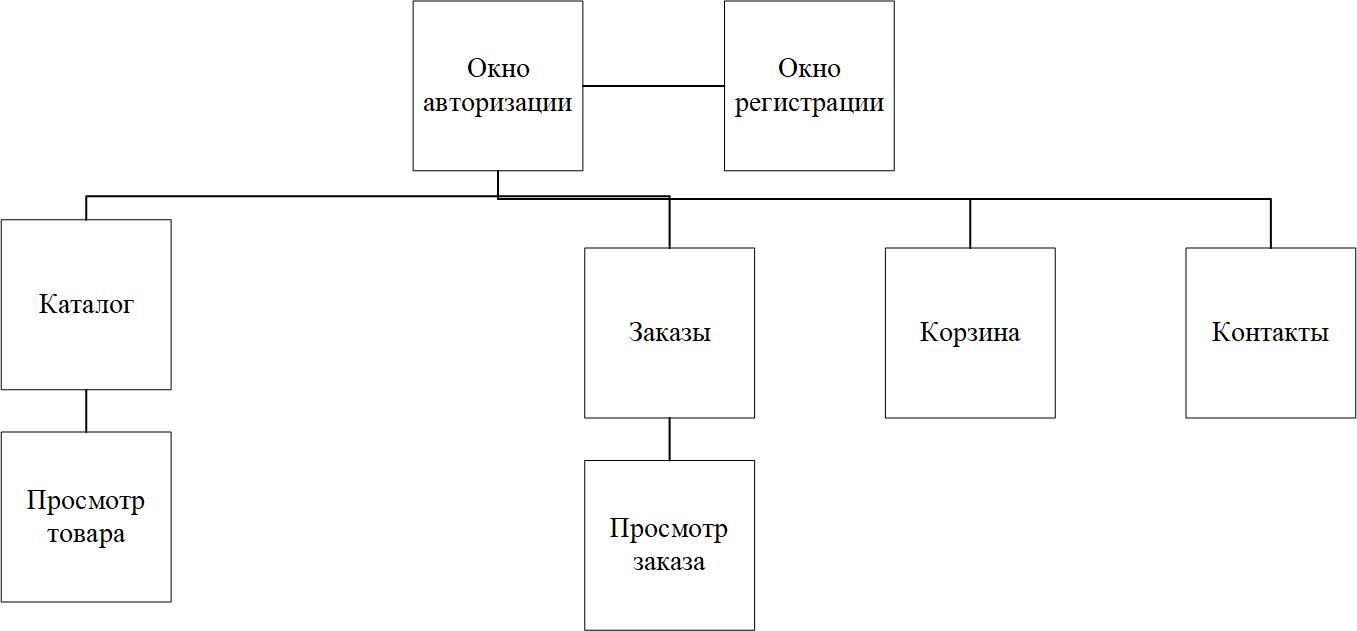 Окно
авторизации
Окно
регистрации
Каталог
Заказы
Корзина
Контакты
Просмотр
товара
Просмотр
заказа